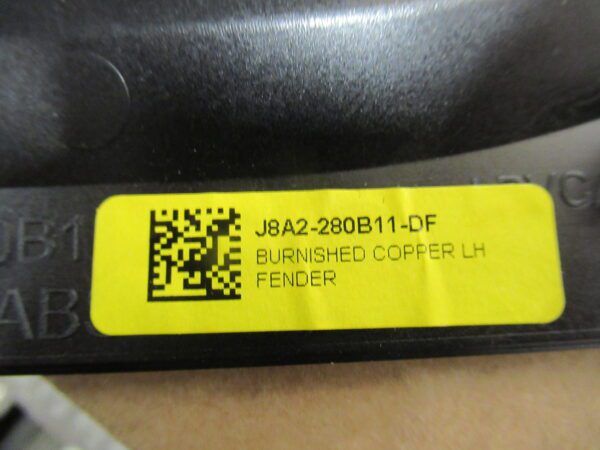 J8A2-280B11-DF
BURNISHED COPPER LH
FENDER